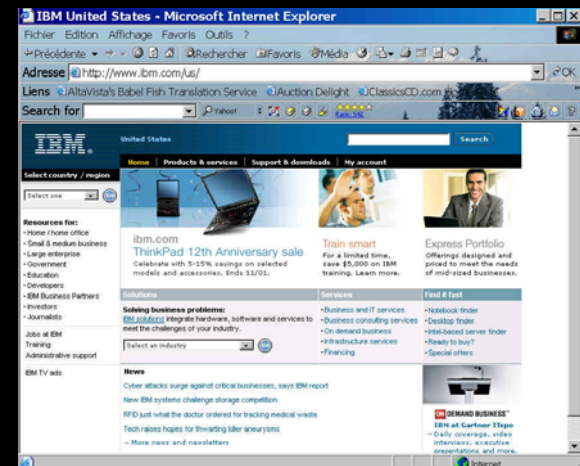 IBM United States - Microsoft Internet Explorer
Fichier Edition Affichage Favoris Outils ?
Précédente Rechercher Favoris Média
Adresse http://www.ibm.com/us/ OK
Liens AltaVista's Babel Fish Translation Service Auction Delight ClassicsCD.com
Search for Yahoo!
IBM.
United States
Search
Home | Products & services | Support & downloads | My account
Select country / region
Select one
Resources for:
Home / home office
Small & medium business
Large enterprise
Government
Education
Developers
IBM Business Partners
Investors
Journalists
Jobs at IBM
Training
Administrative support
IBM TV ads
ibm.com
ThinkPad 12th Anniversary sale
Celebrate with 5-15% savings on selected
models and accessories. Ends 11/01.
Train smart
For a limited time,
save $5,000 on IBM
training. Learn more.
Express Portfolio
Offerings designed and
priced to meet the needs
of mid-sized businesses.
Solutions
Solving business problems:
IBM solutions integrate hardware, software and services to
meet the challenges of your industry.
Select an industry
Services
Business and IT services
Business consulting services
On demand business
Infrastructure services
Financing
Find it fast
Notebook finder
Desktop finder
Intel-based server finder
Ready to buy?
Special offers
News
Cyber attacks surge against critical businesses, says IBM report
New IBM systems challenge storage competition
RFID just what the doctor ordered for tracking medical waste
Tech raises hopes for thwarting killer aneurysms
→ More news and newsletters
ON DEMAND BUSINESS
IBM at Gartner ITxpo
→ Daily coverage, video
interviews, executive
presentations and more.
Internet